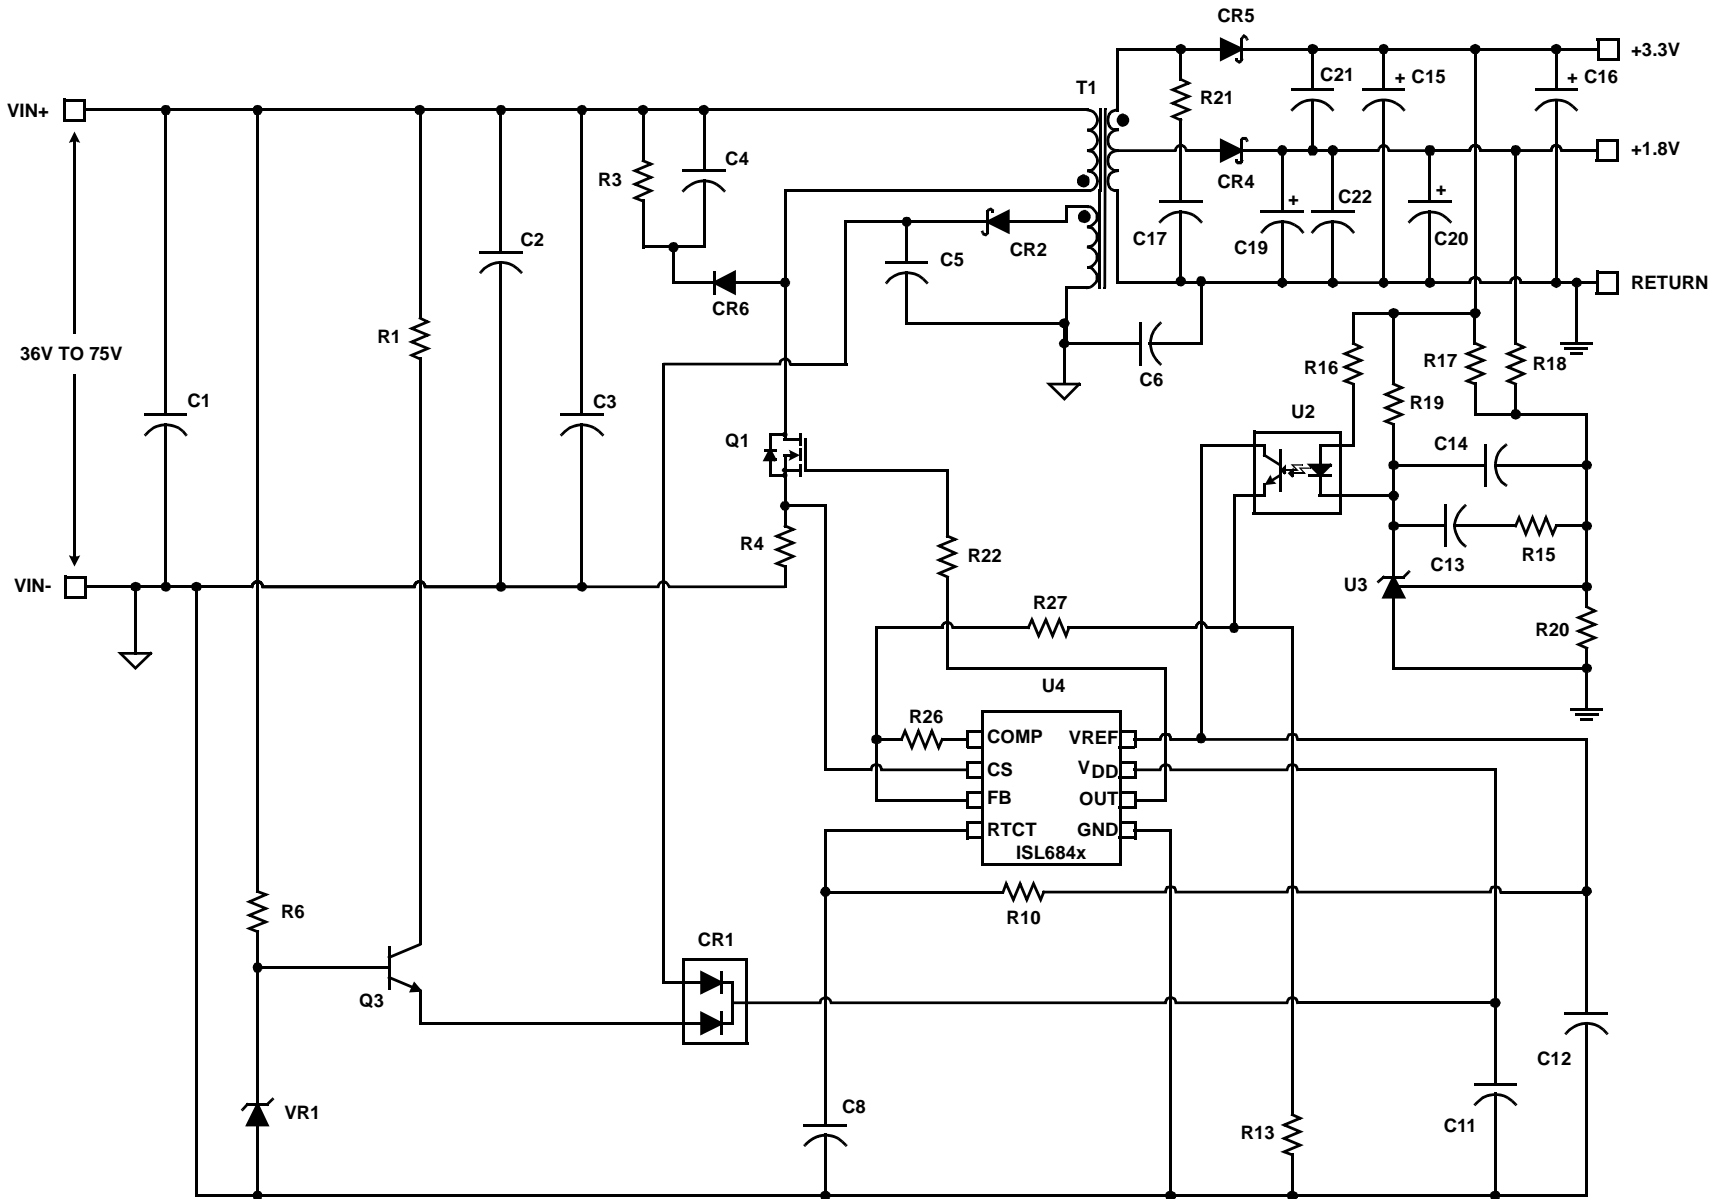 CR5
+3.3V
T1
C21
+ C15
+ C16
R21
VIN+
+1.8V
C4
R3
CR4
C22
+
+
C2
C17
C19
C20
CR2
C5
RETURN
CR6
R1
36V TO 75V
R16
R17
R18
C6
C1
C3
R19
U2
Q1
C14
R4
R22
R15
C13
VIN-
U3
R27
R20
U4
R26
COMP
VREF
CS
VDD
FB
OUT
RTCT
GND
ISL684x
R6
R10
CR1
Q3
C12
C8
VR1
C11
R13